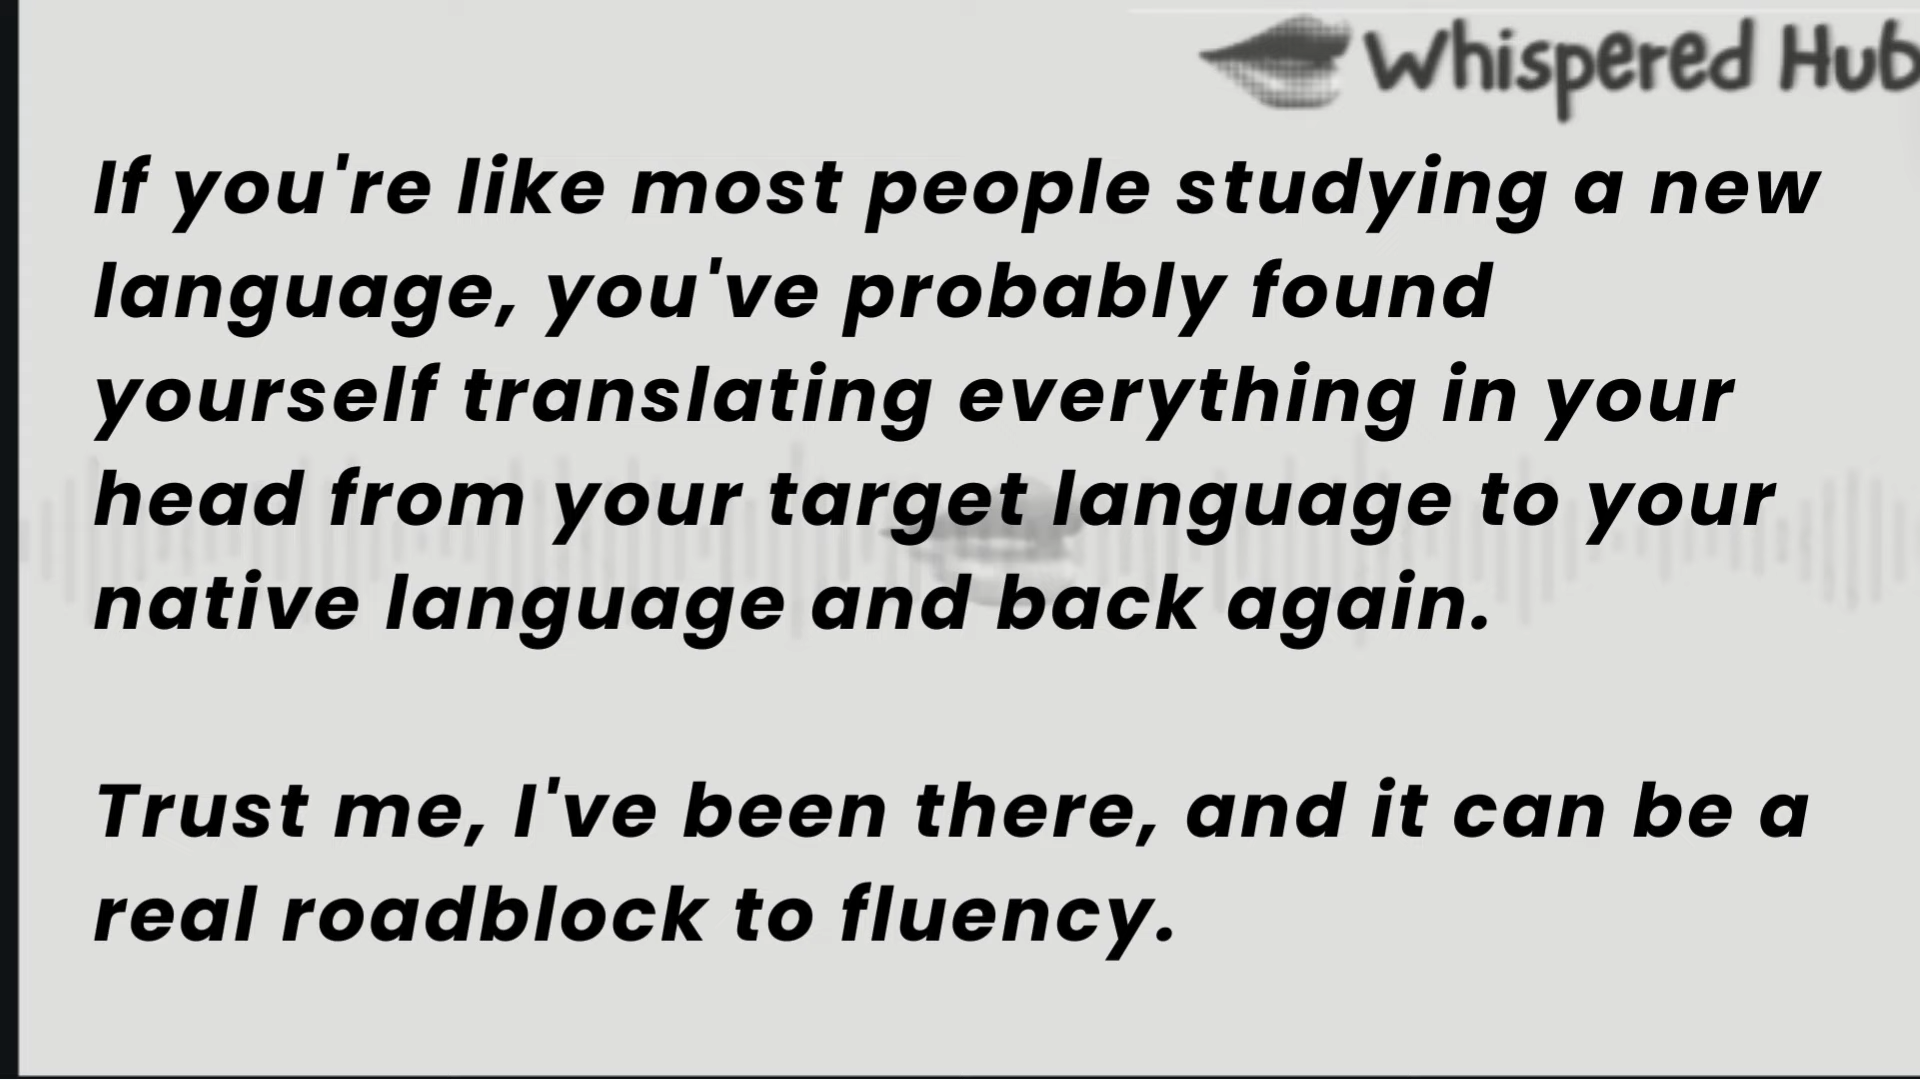 Whispered Hub
If you're like most people studying a new
language, you've probably found
yourself translating everything in your
head from your target language to your
native language and back again.
Trust me, I've been there, and it can be a
real roadblock to fluency.